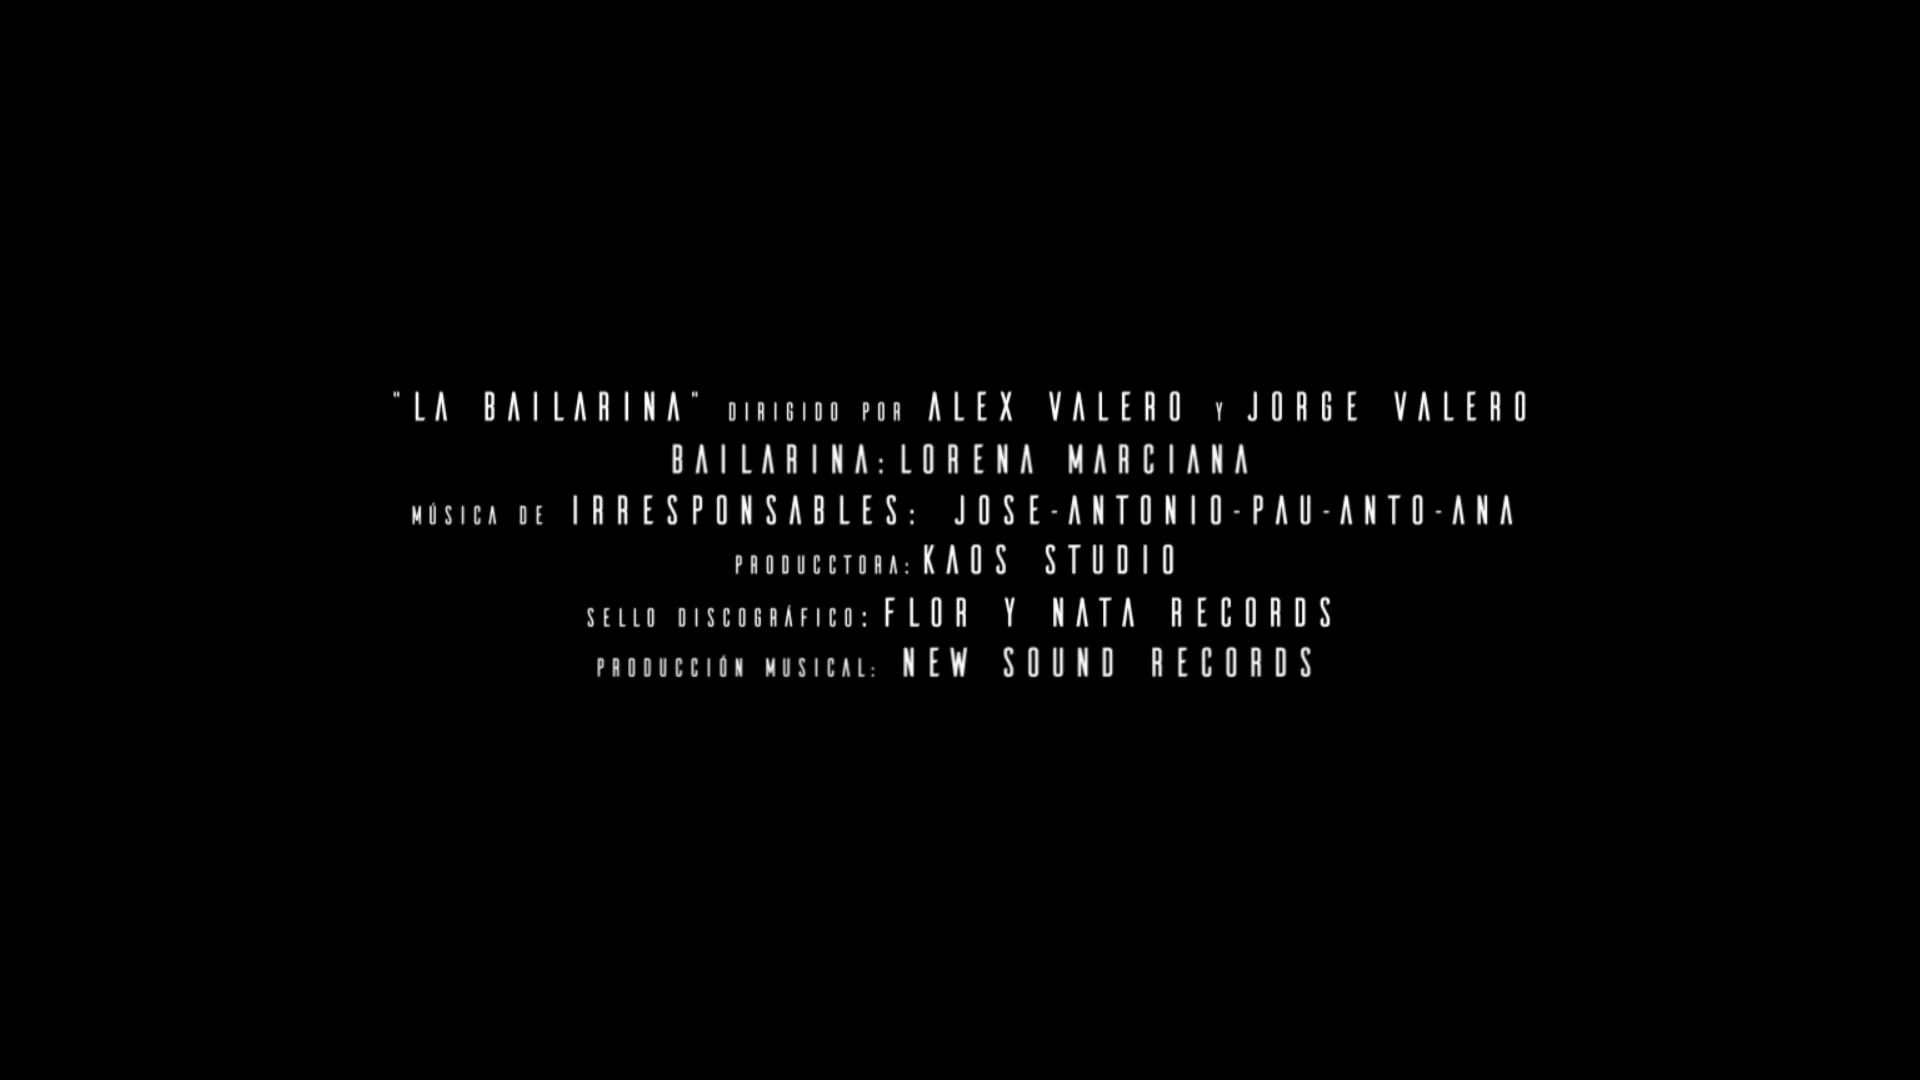 "LA BAILARINA" DIRIGIDO POR ALEX VALERO Y JORGE VALERO
BAILARINA: LORENA MARCIANA
MÚSICA DE IRRESPONSABLES: JOSE-ANTONIO-PAU-ANTO-ANA
PRODUCCTORA: KAOS STUDIO
SELLO DISCOGRÁFICO: FLOR Y NATA RECORDS
PRODUCCIÓN MUSICAL: NEW SOUND RECORDS